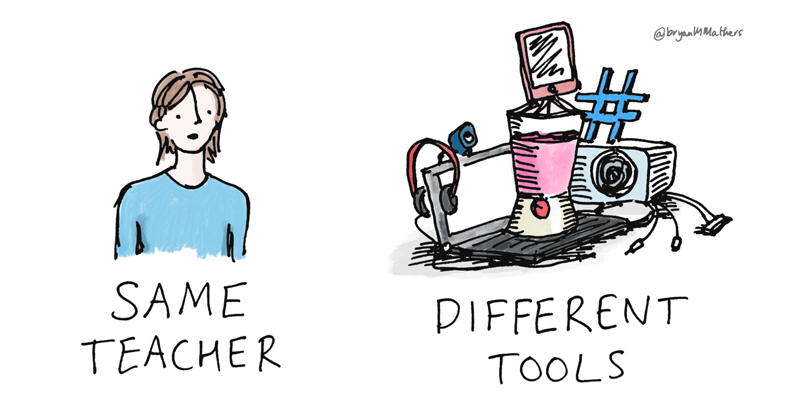 @bryanMMathers
#
SAME
TEACHER
DIFFERENT
TOOLS